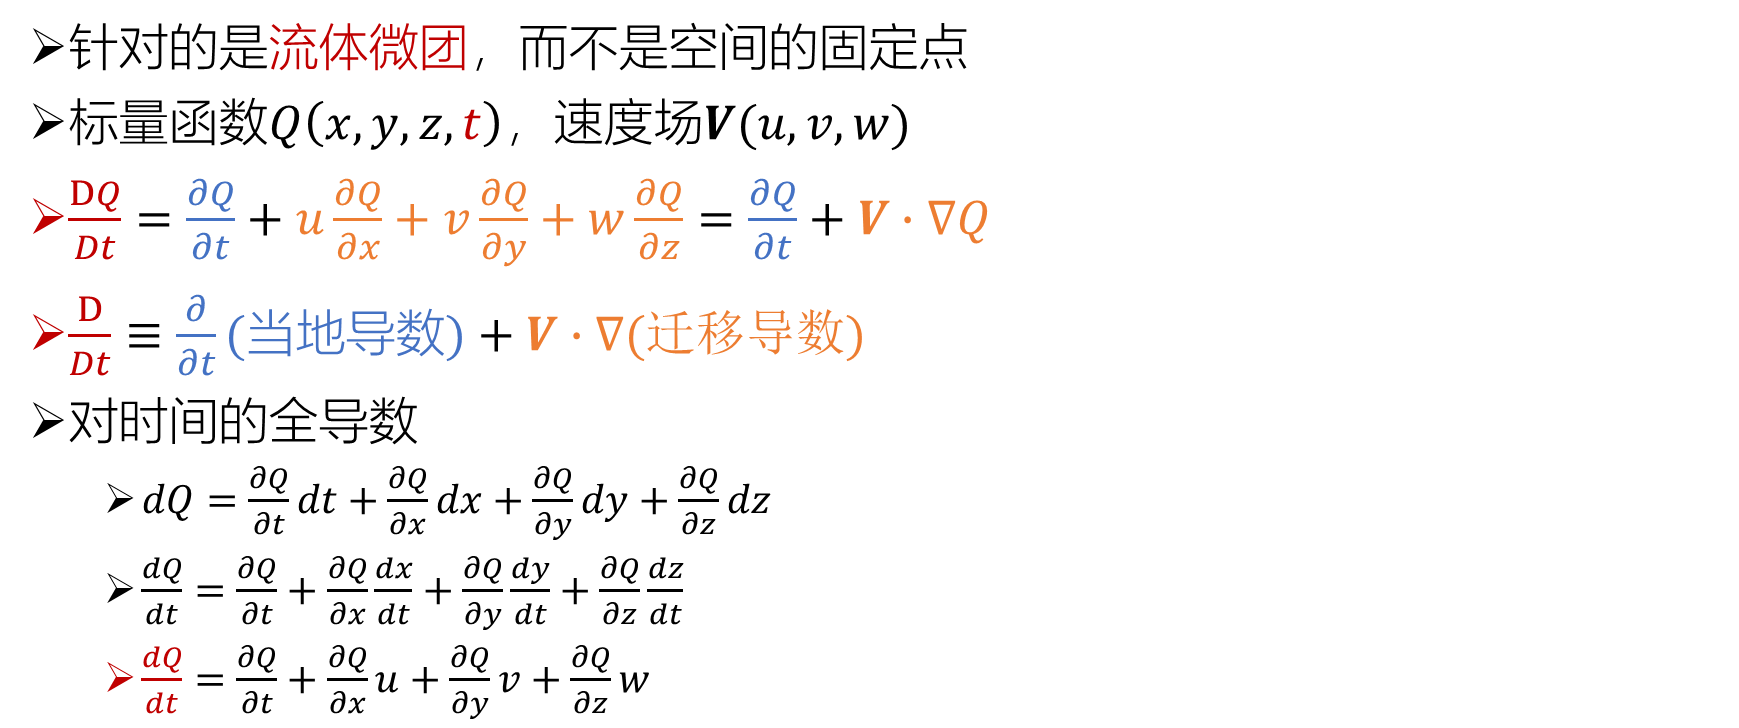 ➢针对的是流体微团，而不是空间的固定点
➢标量函数Q(x, y, z, t)，速度场V(u, v, w)
➢DQ/Dt = ∂Q/∂t + u ∂Q/∂x + v ∂Q/∂y + w ∂Q/∂z = ∂Q/∂t + V · ∇Q
➢D/Dt ≡ ∂/∂t (当地导数) + V · ∇(迁移导数)
➢对时间的全导数
➢dQ = ∂Q/∂t dt + ∂Q/∂x dx + ∂Q/∂y dy + ∂Q/∂z dz
➢dQ/dt = ∂Q/∂t + ∂Q/∂x dx/dt + ∂Q/∂y dy/dt + ∂Q/∂z dz/dt
➢dQ/dt = ∂Q/∂t + ∂Q/∂x u + ∂Q/∂y v + ∂Q/∂z w